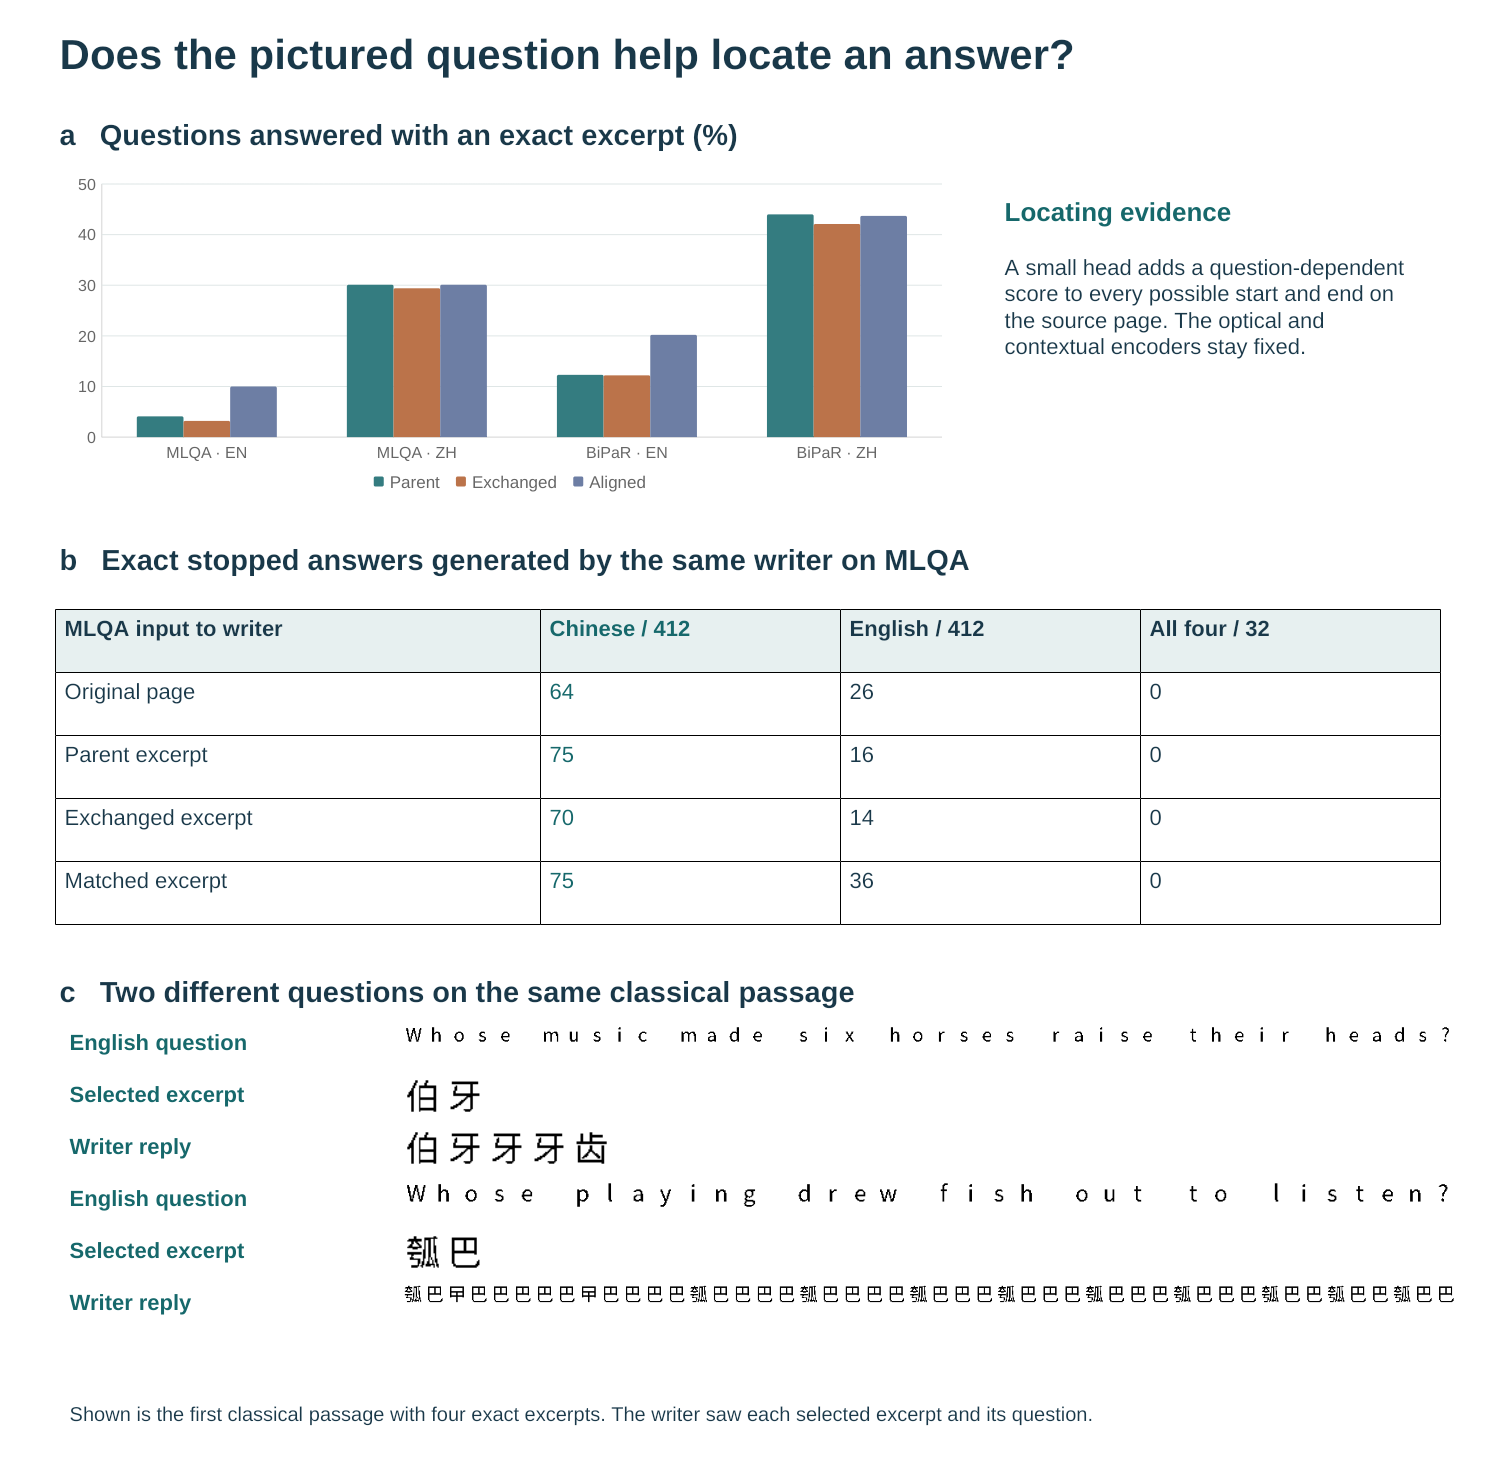 Does the pictured question help locate an answer?
a Questions answered with an exact excerpt (%)
50
40
30
20
10
0
MLQA · EN
MLQA · ZH
BiPaR · EN
BiPaR · ZH
Parent Exchanged Aligned
Locating evidence
A small head adds a question-dependent
score to every possible start and end on
the source page. The optical and
contextual encoders stay fixed.
b Exact stopped answers generated by the same writer on MLQA
MLQA input to writer Chinese / 412 English / 412 All four / 32
Original page 64 26 0
Parent excerpt 75 16 0
Exchanged excerpt 70 14 0
Matched excerpt 75 36 0
c Two different questions on the same classical passage
English question Whose music made six horses raise their heads?
Selected excerpt 伯牙
Writer reply 伯牙牙牙齿
English question Whose playing drew fish out to listen?
Selected excerpt 瓠巴
Writer reply 瓠巴早巴巴巴巴巴早巴巴巴巴瓠巴巴巴巴瓠巴巴巴巴瓠巴巴巴瓠巴巴巴瓠巴巴巴瓠巴巴巴瓠巴巴瓠巴巴瓠巴巴
Shown is the first classical passage with four exact excerpts. The writer saw each selected excerpt and its question.